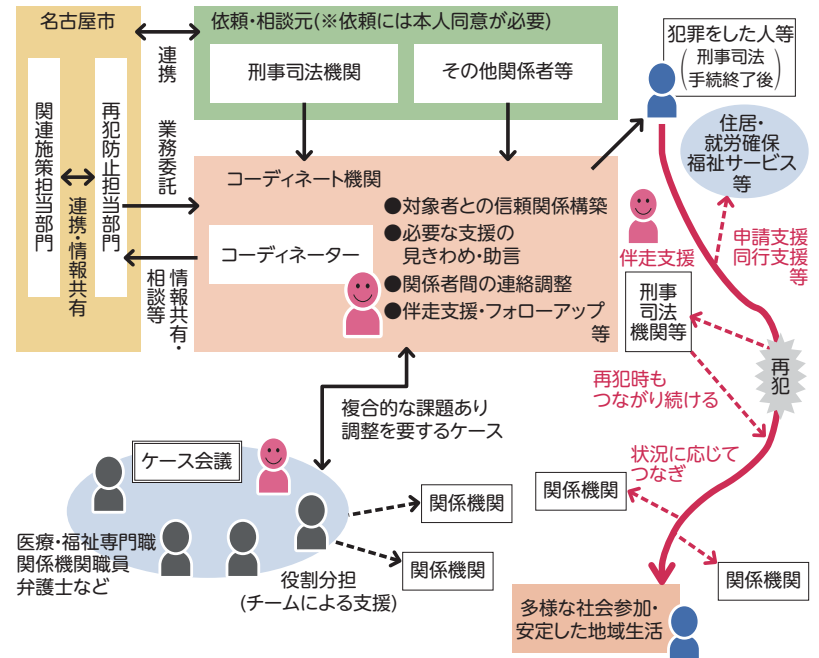 名古屋市
関連施策担当部門
連携・情報共有
再犯防止担当部門
連携
業務委託
情報共有・
相談等
依頼・相談元(※依頼には本人同意が必要)
刑事司法機関
その他関係者等
コーディネート機関
コーディネーター
●対象者との信頼関係構築
●必要な支援の
見きわめ・助言
●関係者間の連絡調整
●伴走支援・フォローアップ
等
複合的な課題あり
調整を要するケース
ケース会議
医療・福祉専門職
関係機関職員
弁護士など
役割分担
(チームによる支援)
関係機関
関係機関
犯罪をした人等
(刑事司法
手続終了後)
住居・
就労確保
福祉サービス
等
伴走支援
申請支援
同行支援
等
刑事
司法
機関等
再犯
再犯時も
つながり続ける
状況に応じて
つなぎ
関係機関
関係機関
多様な社会参加・
安定した地域生活